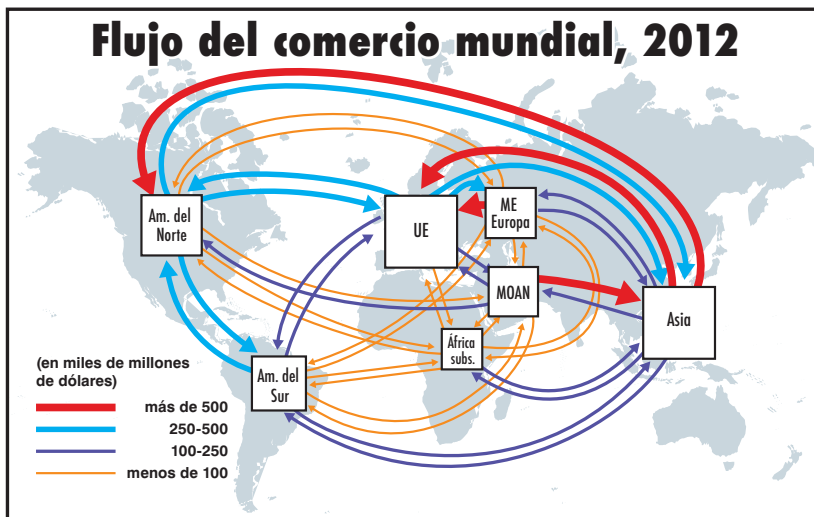 Flujo del comercio mundial, 2012
Am. del
Norte
UE
ME
Europa
MOAN
Asia
África
subs.
Am. del
Sur
(en miles de millones
de dólares)
más de 500
250-500
100-250
menos de 100